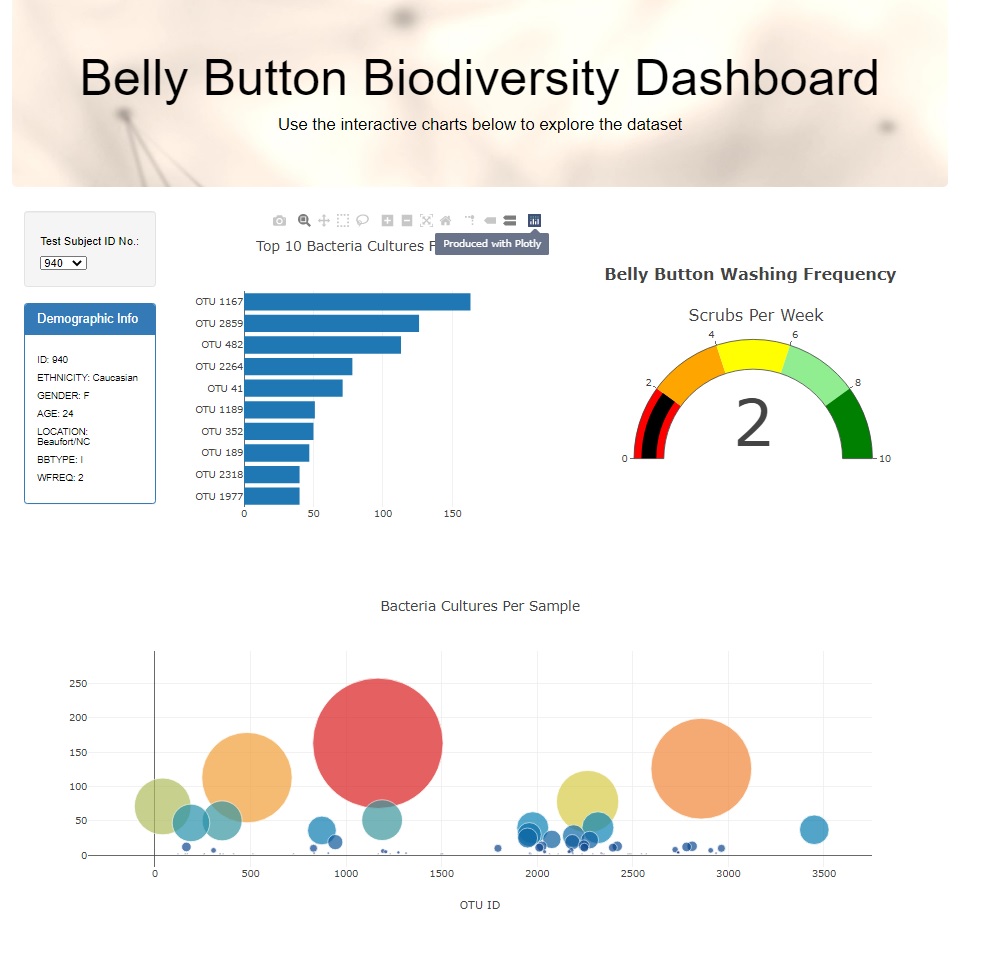 Belly Button Biodiversity Dashboard
Use the interactive charts below to explore the dataset
Test Subject ID No.:
940
Demographic Info
ID: 940
ETHNICITY: Caucasian
GENDER: F
AGE: 24
LOCATION:
Beaufort/NC
BBTYPE: I
WFREQ: 2
Produced with Plotly
Top 10 Bacteria Cultures F
OTU 1167
OTU 2859
OTU 482
OTU 2264
OTU 41
OTU 1189
OTU 352
OTU 189
OTU 2318
OTU 1977
0 50 100 150
Belly Button Washing Frequency
Scrubs Per Week
0
2
4
6
8
10
2
Bacteria Cultures Per Sample
250
200
150
100
50
0
0 500 1000 1500 2000 2500 3000 3500
OTU ID